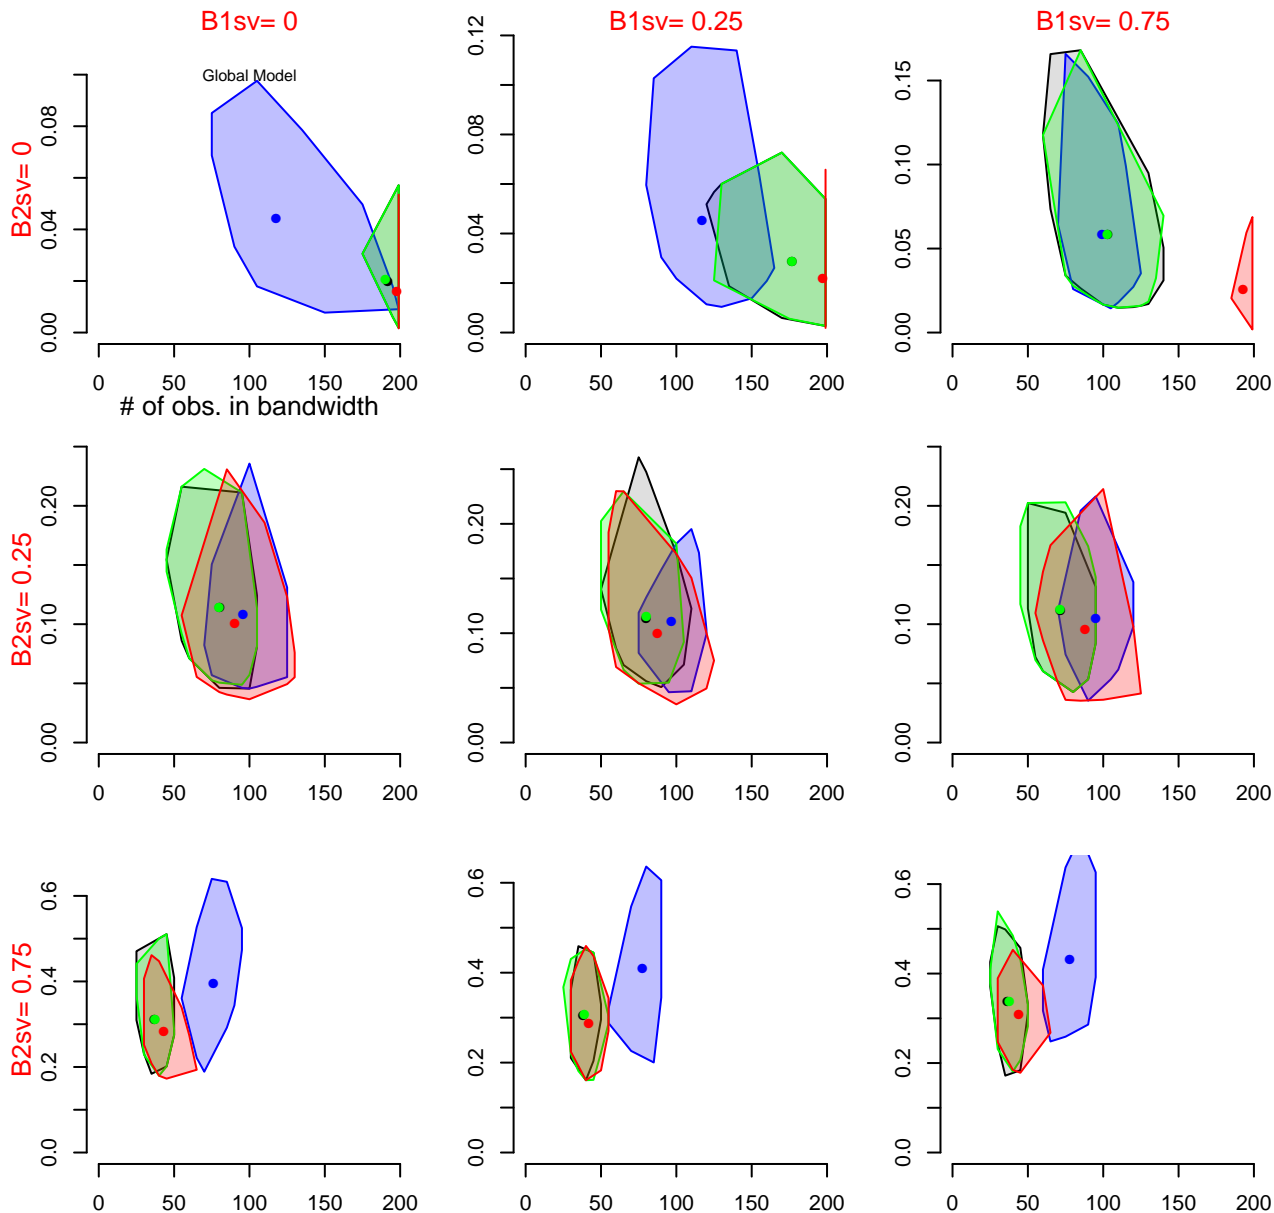 B1sv= 0
B1sv= 0.25
B1sv= 0.75
Global Model
B2sv= 0
0.00 0.04 0.08
0 50 100 150 200
# of obs. in bandwidth
0.00 0.04 0.08 0.12
0 50 100 150 200
0.00 0.05 0.10 0.15
0 50 100 150 200
B2sv= 0.25
0.00 0.10 0.20
0 50 100 150 200
0.00 0.10 0.20
0 50 100 150 200
0.00 0.10 0.20
0 50 100 150 200
B2sv= 0.75
0.0 0.2 0.4 0.6
0 50 100 150 200
0.0 0.2 0.4 0.6
0 50 100 150 200
0.0 0.2 0.4 0.6
0 50 100 150 200